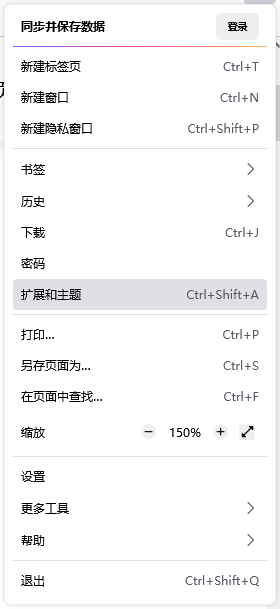 同步并保存数据 登录
新建标签页 Ctrl+T
新建窗口 Ctrl+N
新建隐私窗口 Ctrl+Shift+P
书签
历史
下载 Ctrl+J
密码
扩展和主题 Ctrl+Shift+A
打印... Ctrl+P
另存页面为... Ctrl+S
在页面中查找... Ctrl+F
缩放 − 150% +
设置
更多工具
帮助
退出 Ctrl+Shift+Q